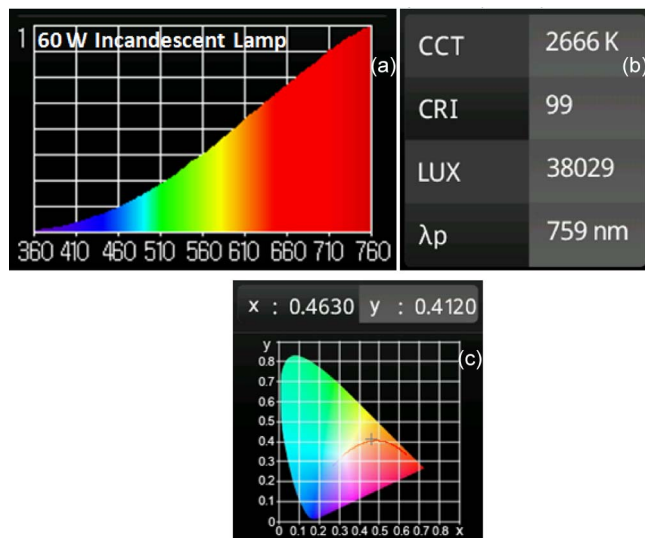 1 60 W Incandescent Lamp
(a)
360 410 460 510 560 610 660 710 760
CCT 2666 K (b)
CRI 99
LUX 38029
λp 759 nm
x : 0.4630 y : 0.4120
y (c)
0.8
0.7
0.6
0.5
0.4
0.3
0.2
0.1
0
0 0.1 0.2 0.3 0.4 0.5 0.6 0.7 0.8 x